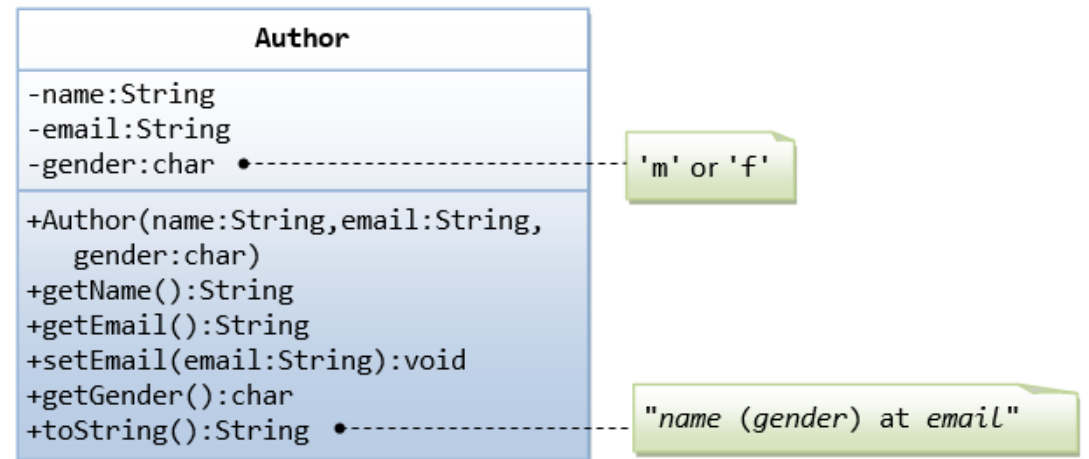 Author
-name:String
-email:String
-gender:char
'm' or 'f'
+Author(name:String,email:String,
gender:char)
+getName():String
+getEmail():String
+setEmail(email:String):void
+getGender():char
+toString():String
"name (gender) at email"